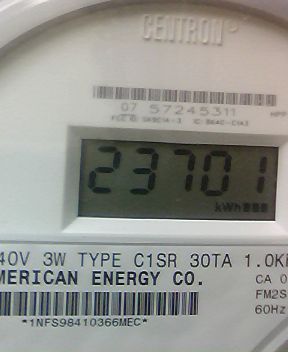 CENTRON®
07 57245311
23701
kWh
40V 3W TYPE C1SR 30TA 1.0K
MERICAN ENERGY CO.
CA 0
FM2S
60Hz
*1NFS98410366MEC*